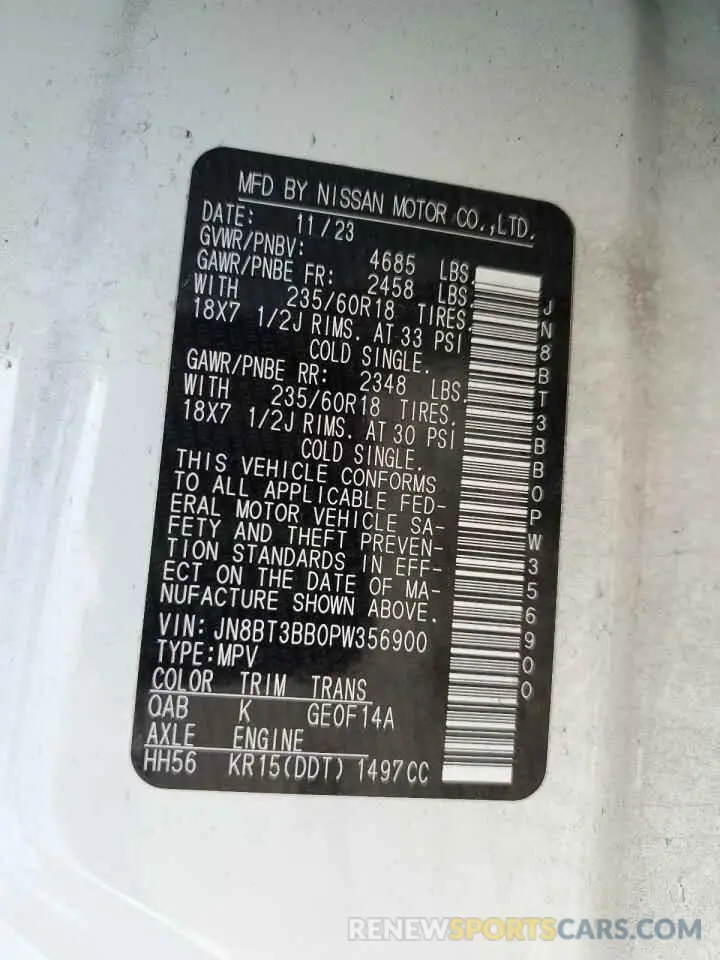 MFD BY NISSAN MOTOR CO.,LTD.
DATE: 11/23
GVWR/PNBV: 4685 LBS
GAWR/PNBE FR: 2458 LBS.
WITH 235/60R18 TIRES.
18X7 1/2J RIMS. AT 33 PSI
COLD SINGLE.
GAWR/PNBE RR: 2348 LBS.
WITH 235/60R18 TIRES.
18X7 1/2J RIMS. AT 30 PSI
COLD SINGLE.
THIS VEHICLE CONFORMS
TO ALL APPLICABLE FED-
ERAL MOTOR VEHICLE SA-
FETY AND THEFT PREVEN-
TION STANDARDS IN EFF-
ECT ON THE DATE OF MA-
NUFACTURE SHOWN ABOVE.
VIN: JN8BT3BB0PW356900
TYPE:MPV
COLOR TRIM TRANS
QAB K GE0F14A
AXLE ENGINE
HH56 KR15(DDT) 1497CC
JN8BT3BB0PW356900
RENEWSPORTSCARS.COM